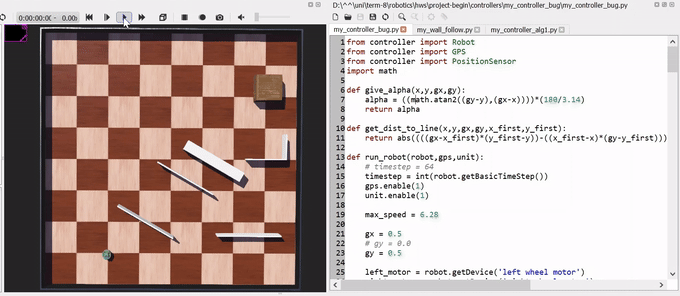 D:\^^\uni\term-8\robotics\hws\project-begin\controllers\my_controller_bug\my_controller_bug.py
0:00:00:00 - 0.00x
my_controller_bug.py
my_wall_follow.py
my_controller_alg1.py
1 from controller import Robot
2 from controller import GPS
3 from controller import PositionSensor
4 import math
5
6 def give_alpha(x,y,gx,gy):
7 alpha = ((math.atan2((gy-y),(gx-x))))*(180/3.14)
8 return alpha
9
10 def get_dist_to_line(x,y,gx,gy,x_first,y_first):
11 return abs((((gx-x_first)*(y_first-y))-((x_first-x)*(gy-y_first)))
12
13 def run_robot(robot,gps,unit):
14 # timestep = 64
15 timestep = int(robot.getBasicTimeStep())
16 gps.enable(1)
17 unit.enable(1)
18
19 max_speed = 6.28
20
21 gx = 0.5
22 # gy = 0.0
23 gy = 0.5
24
25 left_motor = robot.getDevice('left wheel motor')